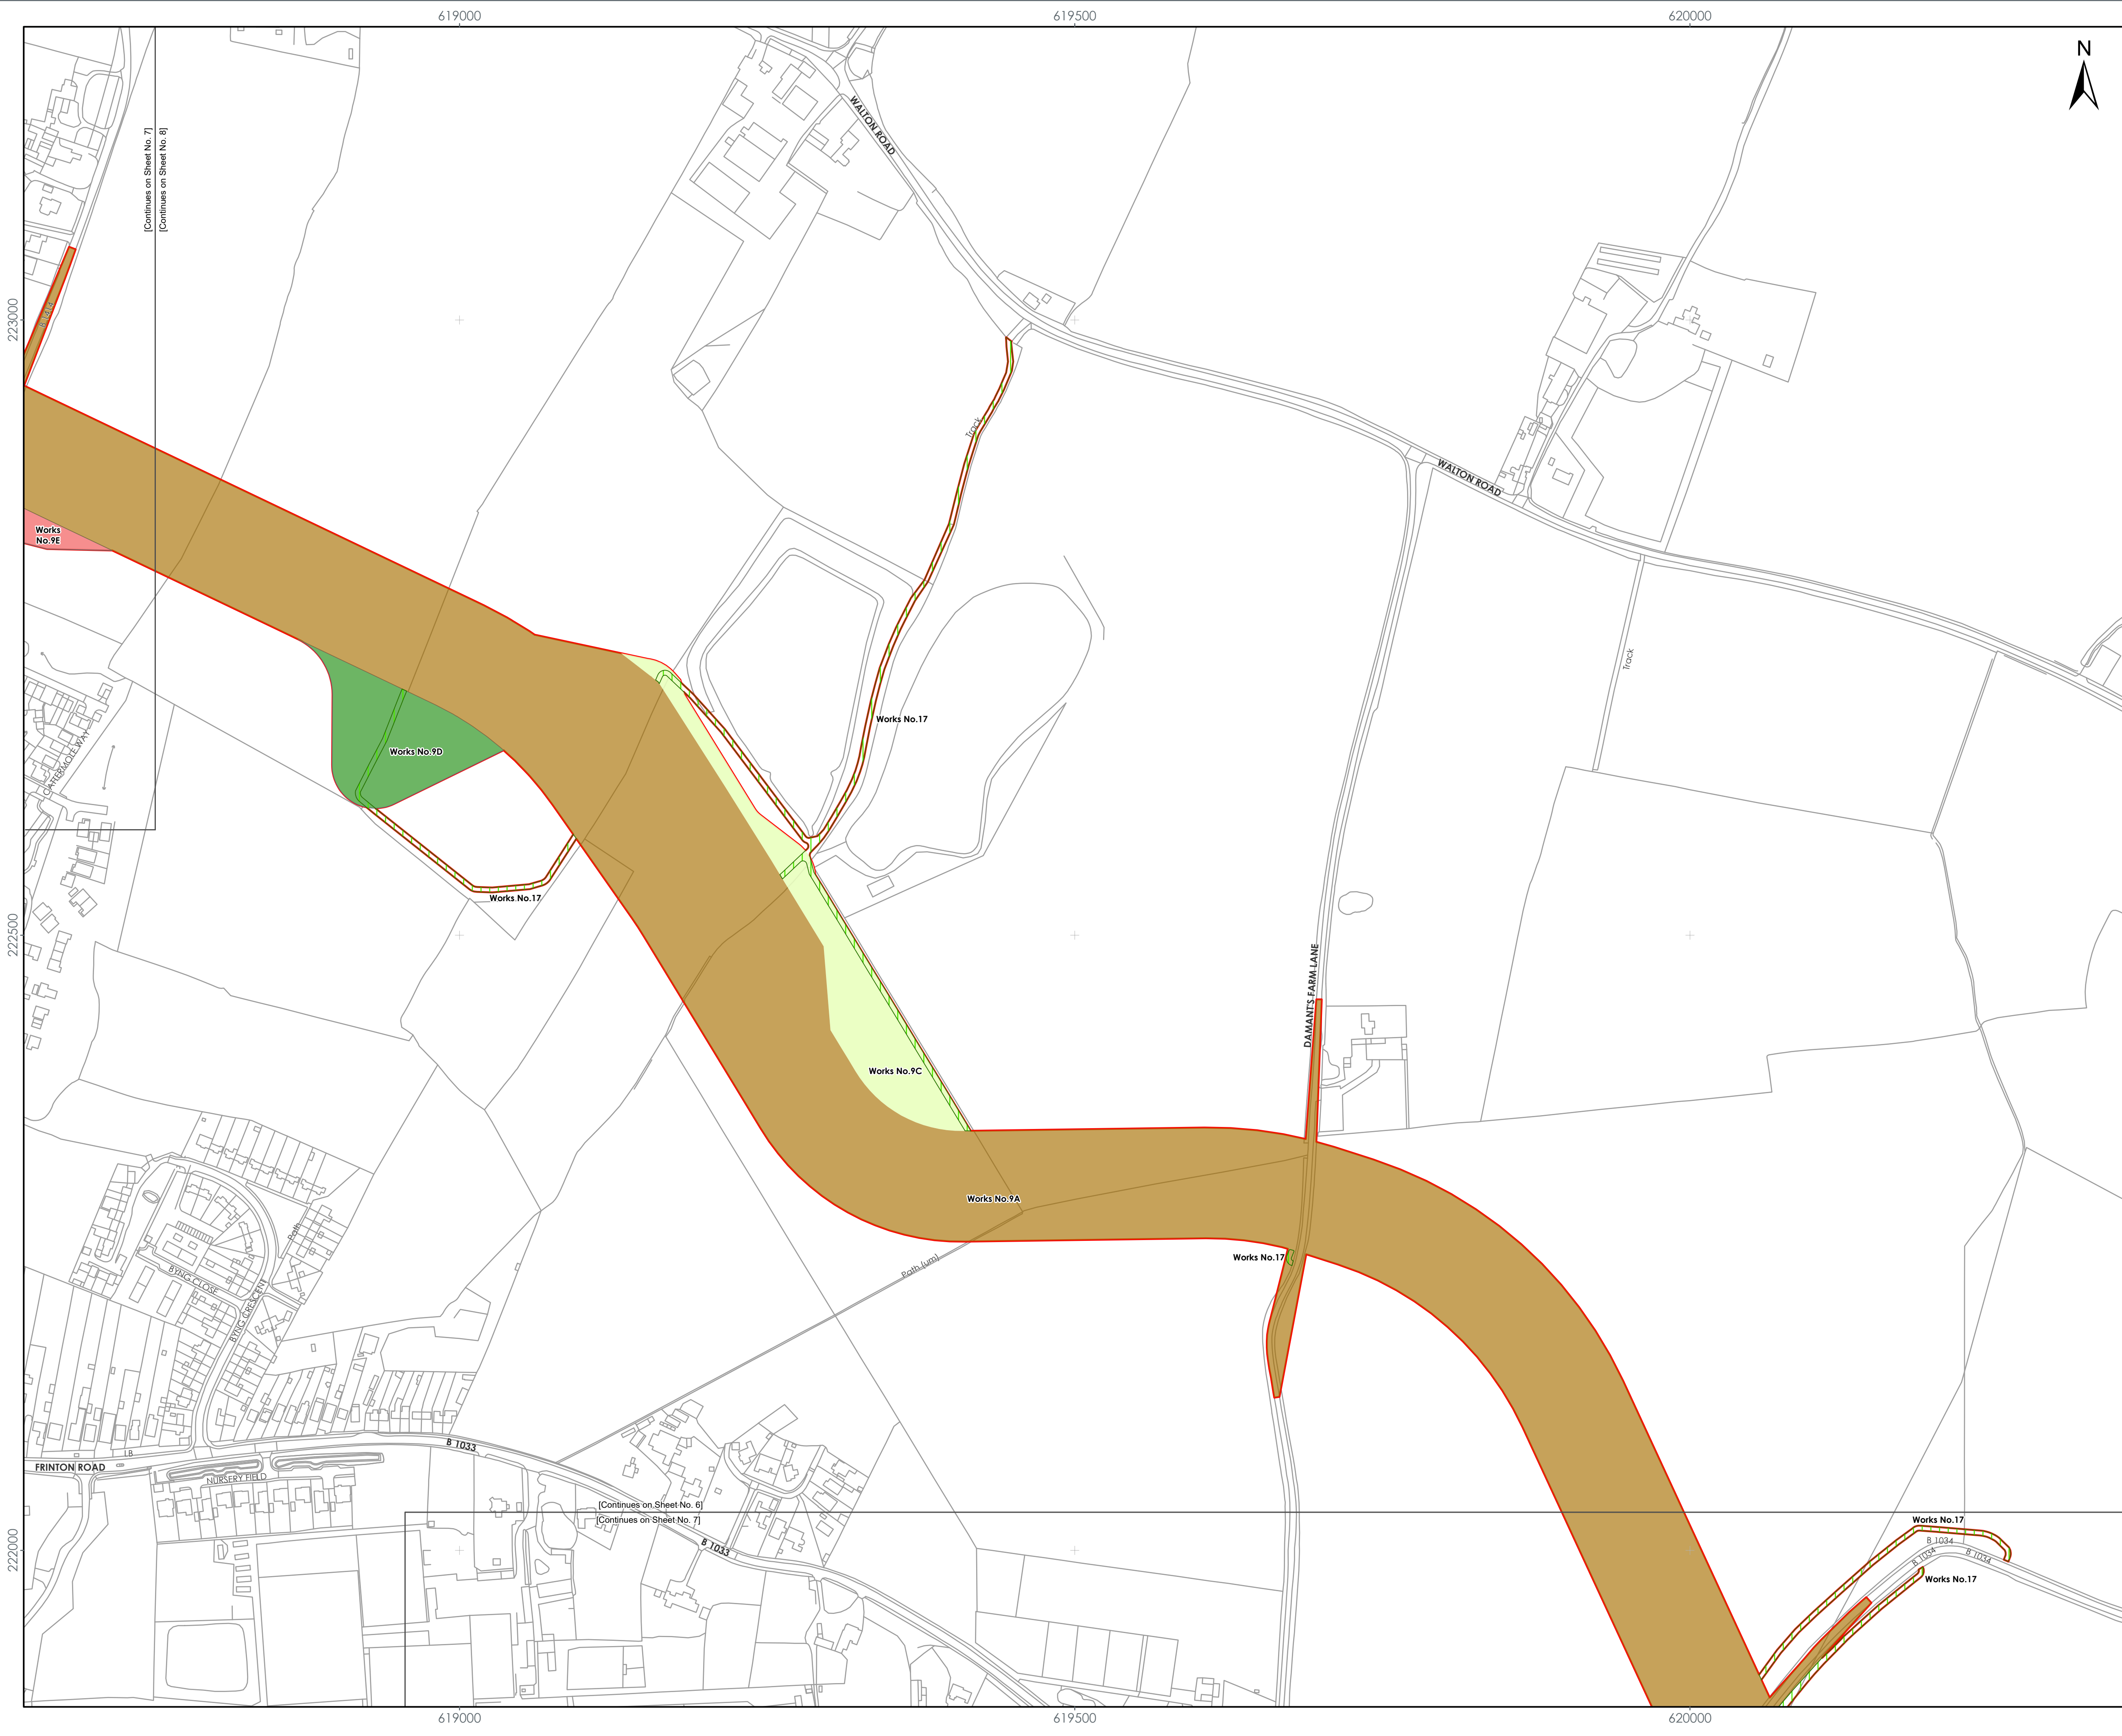 619000
619500
620000
N
[Continues on Sheet No. 7]
[Continues on Sheet No. 8]
WALTON ROAD
223000
Track
WALTON ROAD
Works
No.9E
Track
Works No.17
Works No.9D
Works No.17
222500
DAMANT'S FARM LANE
Works No.9C
Works No.9A
Path
Works No.17
Path (um)
BYNG CLOSE
BYNG CRESCENT
B 1033
LB
FRINTON ROAD
NURSERY FIELD
[Continues on Sheet No. 6]
[Continues on Sheet No. 7]
Works No.17
B 1033
222000
B 1034
B 1034
B 1034
Works No.17
619000
619500
620000